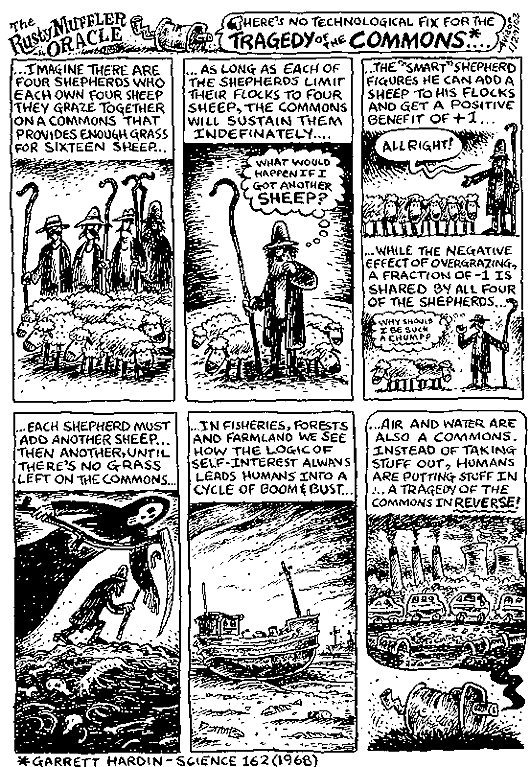 The
Rusty Muffler
ORACLE
THERE'S NO TECHNOLOGICAL FIX FOR THE
TRAGEDY of the COMMONS*...
...IMAGINE THERE ARE
FOUR SHEPHERDS WHO
EACH OWN FOUR SHEEP
THEY GRAZE TOGETHER
ON A COMMONS THAT
PROVIDES ENOUGH GRASS
FOR SIXTEEN SHEEP...
...AS LONG AS EACH OF
THE SHEPHERDS LIMIT
THEIR FLOCKS TO FOUR
SHEEP, THE COMMONS
WILL SUSTAIN THEM
INDEFINATELY....
WHAT WOULD
HAPPEN IF I
GOT ANOTHER
SHEEP?
...THE "SMART" SHEPHERD
FIGURES HE CAN ADD A
SHEEP TO HIS FLOCKS
AND GET A POSITIVE
BENEFIT OF +1...
ALL RIGHT!
...WHILE THE NEGATIVE
EFFECT OF OVERGRAZING,
A FRACTION OF -1 IS
SHARED BY ALL FOUR
OF THE SHEPHERDS...
WHY SHOULD
I BE SUCH
A CHUMP?
...EACH SHEPHERD MUST
ADD ANOTHER SHEEP...
THEN ANOTHER, UNTIL
THERE'S NO GRASS
LEFT ON THE COMMONS...
...IN FISHERIES, FORESTS
AND FARMLAND WE SEE
HOW THE LOGIC OF
SELF-INTEREST ALWAYS
LEADS HUMANS INTO A
CYCLE OF BOOM & BUST...
...AIR AND WATER ARE
ALSO A COMMONS.
INSTEAD OF TAKING
STUFF OUT, HUMANS
ARE PUTTING STUFF IN
...A TRAGEDY OF THE
COMMONS IN REVERSE!
*GARRETT HARDIN - SCIENCE 162 (1968)